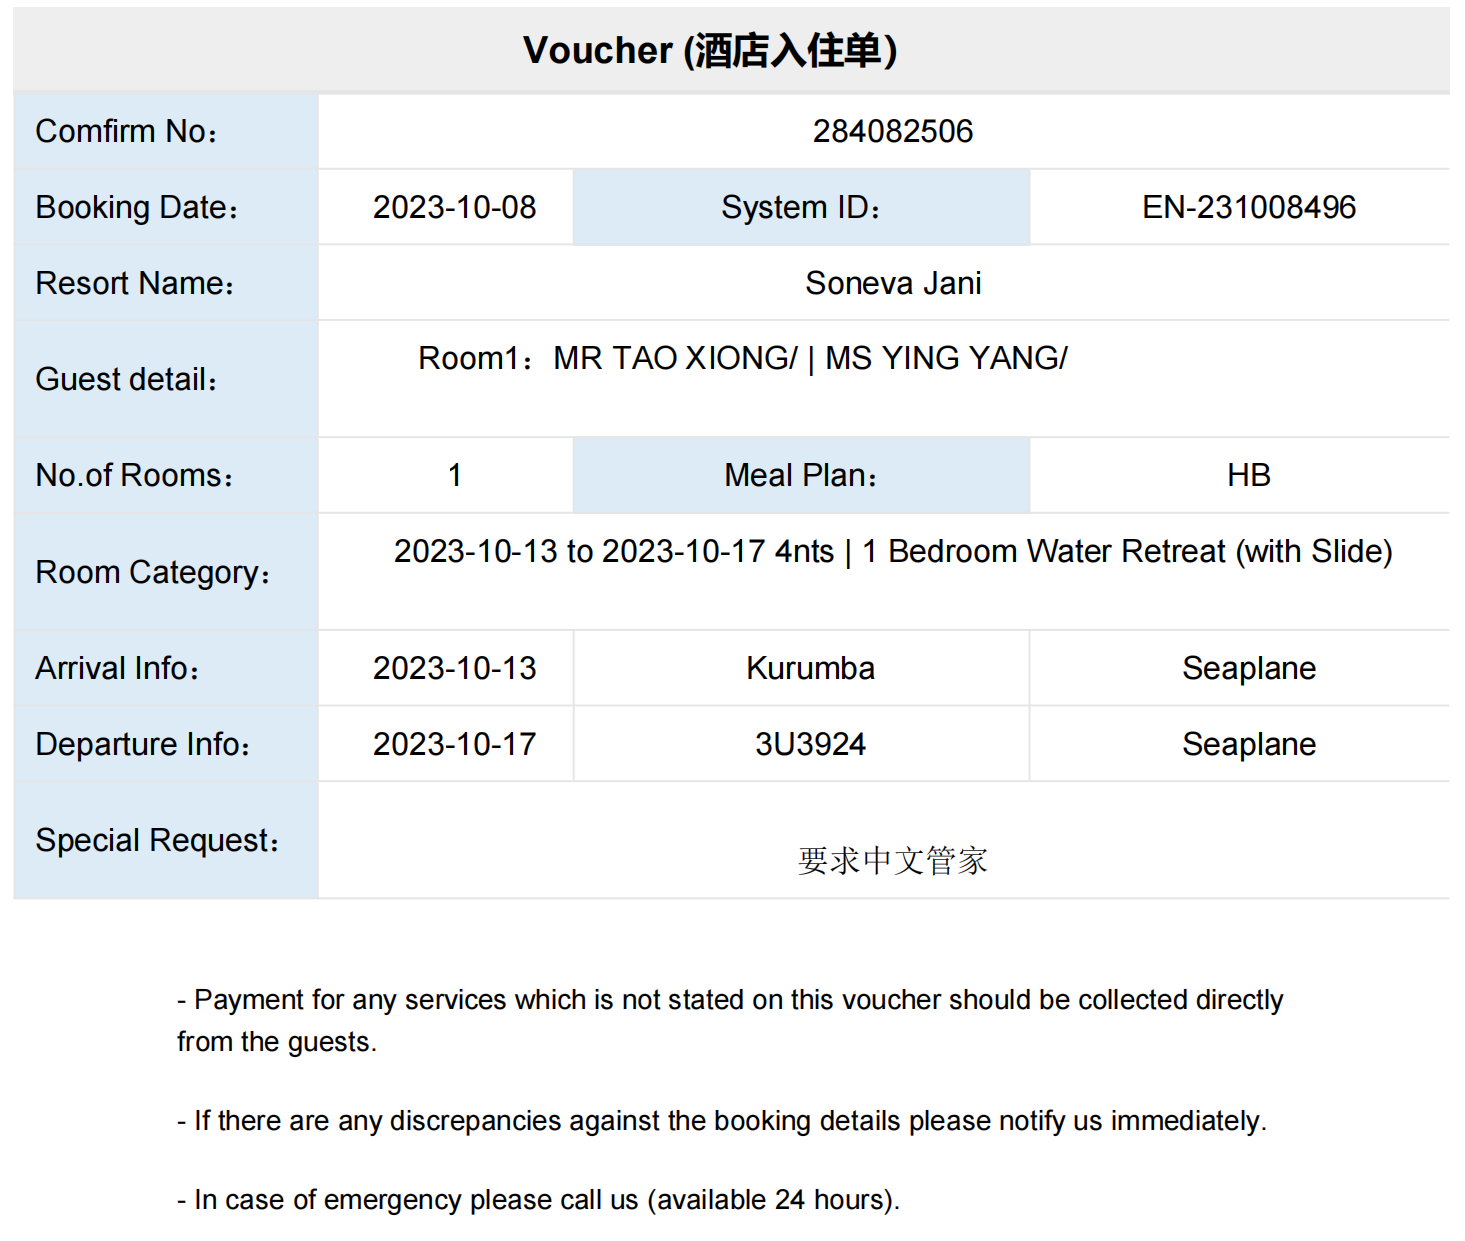 Voucher (酒店入住单)
Comfirm No： 284082506
Booking Date： 2023-10-08 System ID： EN-231008496
Resort Name： Soneva Jani
Guest detail： Room1：MR TAO XIONG/ | MS YING YANG/
No.of Rooms： 1 Meal Plan： HB
Room Category： 2023-10-13 to 2023-10-17 4nts | 1 Bedroom Water Retreat (with Slide)
Arrival Info： 2023-10-13 Kurumba Seaplane
Departure Info： 2023-10-17 3U3924 Seaplane
Special Request： 要求中文管家
- Payment for any services which is not stated on this voucher should be collected directly
from the guests.
- If there are any discrepancies against the booking details please notify us immediately.
- In case of emergency please call us (available 24 hours).